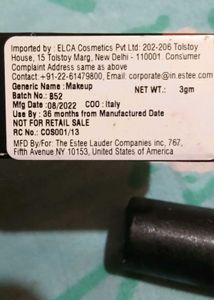 Imported by : ELCA Cosmetics Pvt Ltd: 202-206 Tolstoy
House, 15 Tolstoy Marg, New Delhi - 110001 Consumer
Complaint Address same as above
Contact :+91-22-61479800, Email: corporate@in.estee.com
Generic Name : Makeup
Batch No. : B52 NET WT.: 3gm
Mfg Date : 08/2022 COO : Italy
Use By : 36 months from Manufactured Date
NOT FOR RETAIL SALE
RC No.: COS001/13
MFD By/For: The Estee Lauder Companies inc, 767,
Fifth Avenue NY 10153, United States of America